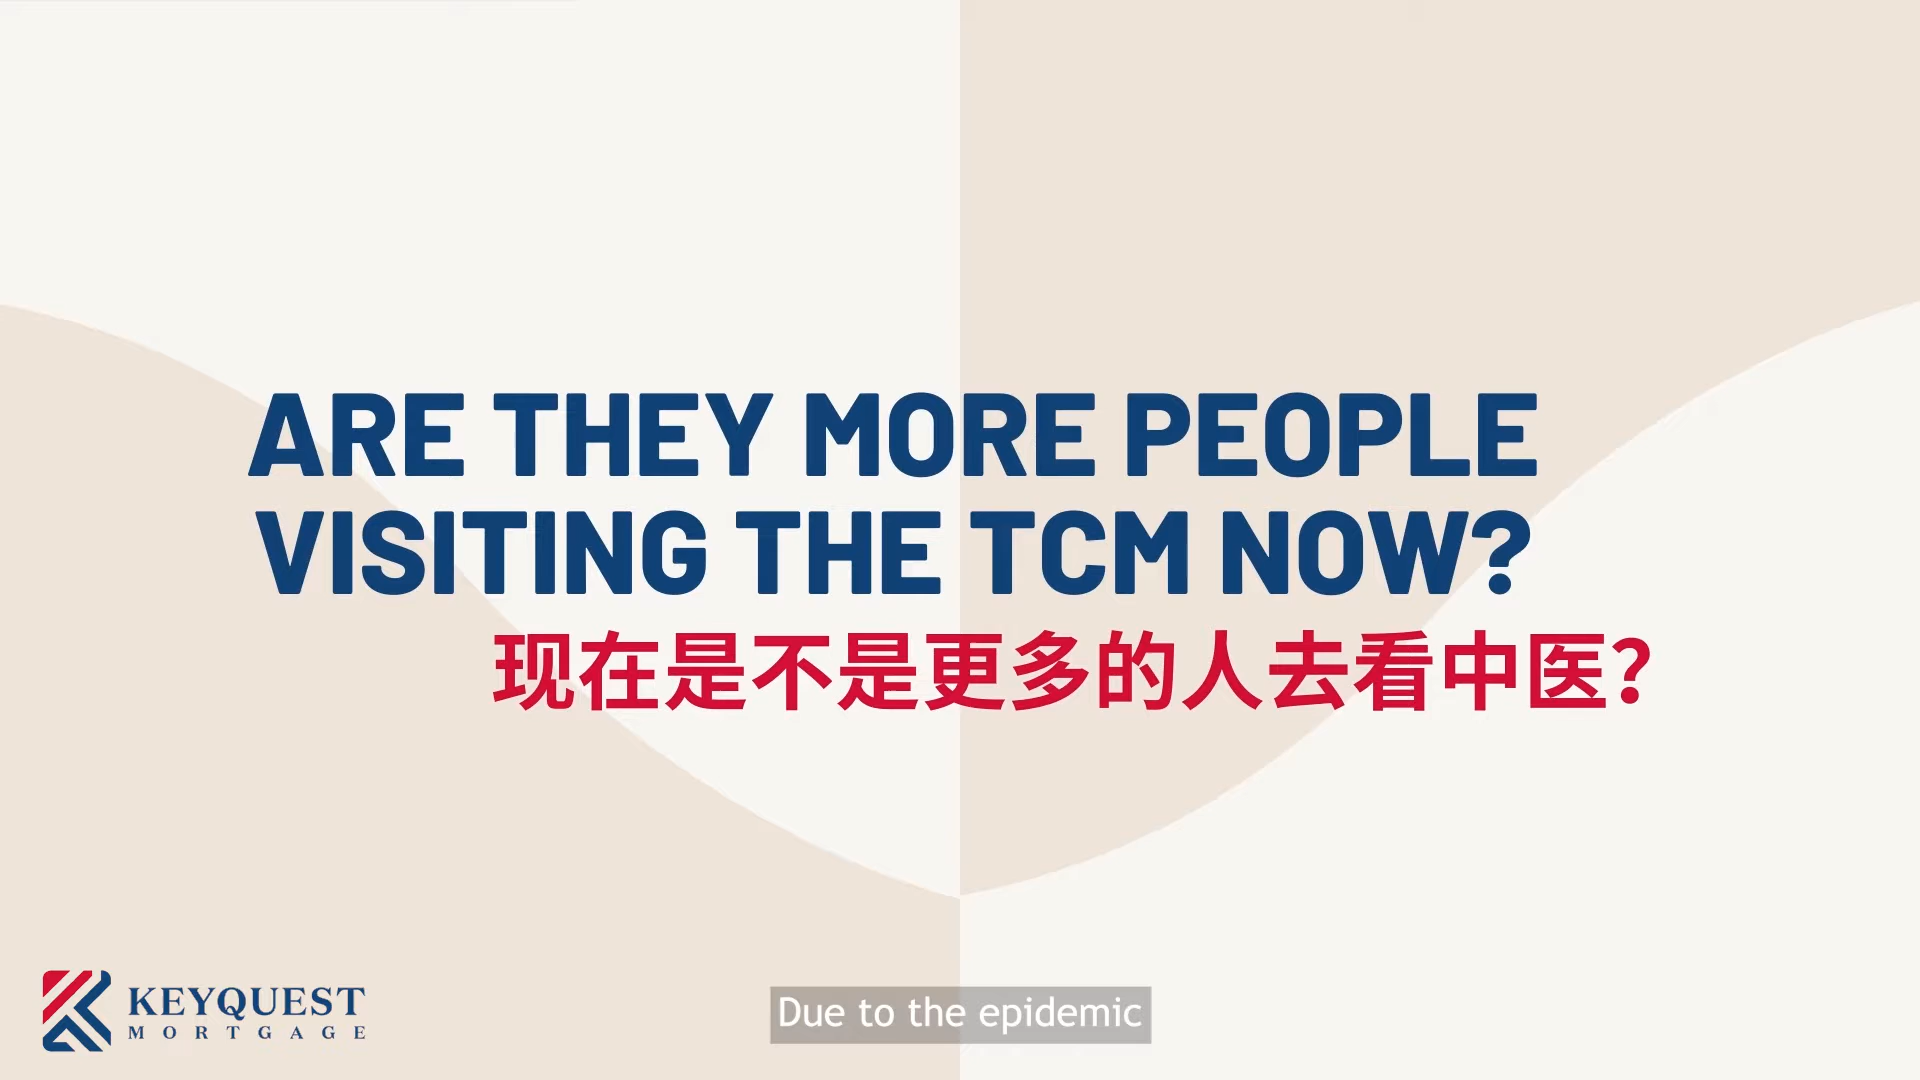 ARE THEY MORE PEOPLE
VISITING THE TCM NOW?
现在是不是更多的人去看中医？
KEYQUEST
MORTGAGE
Due to the epidemic